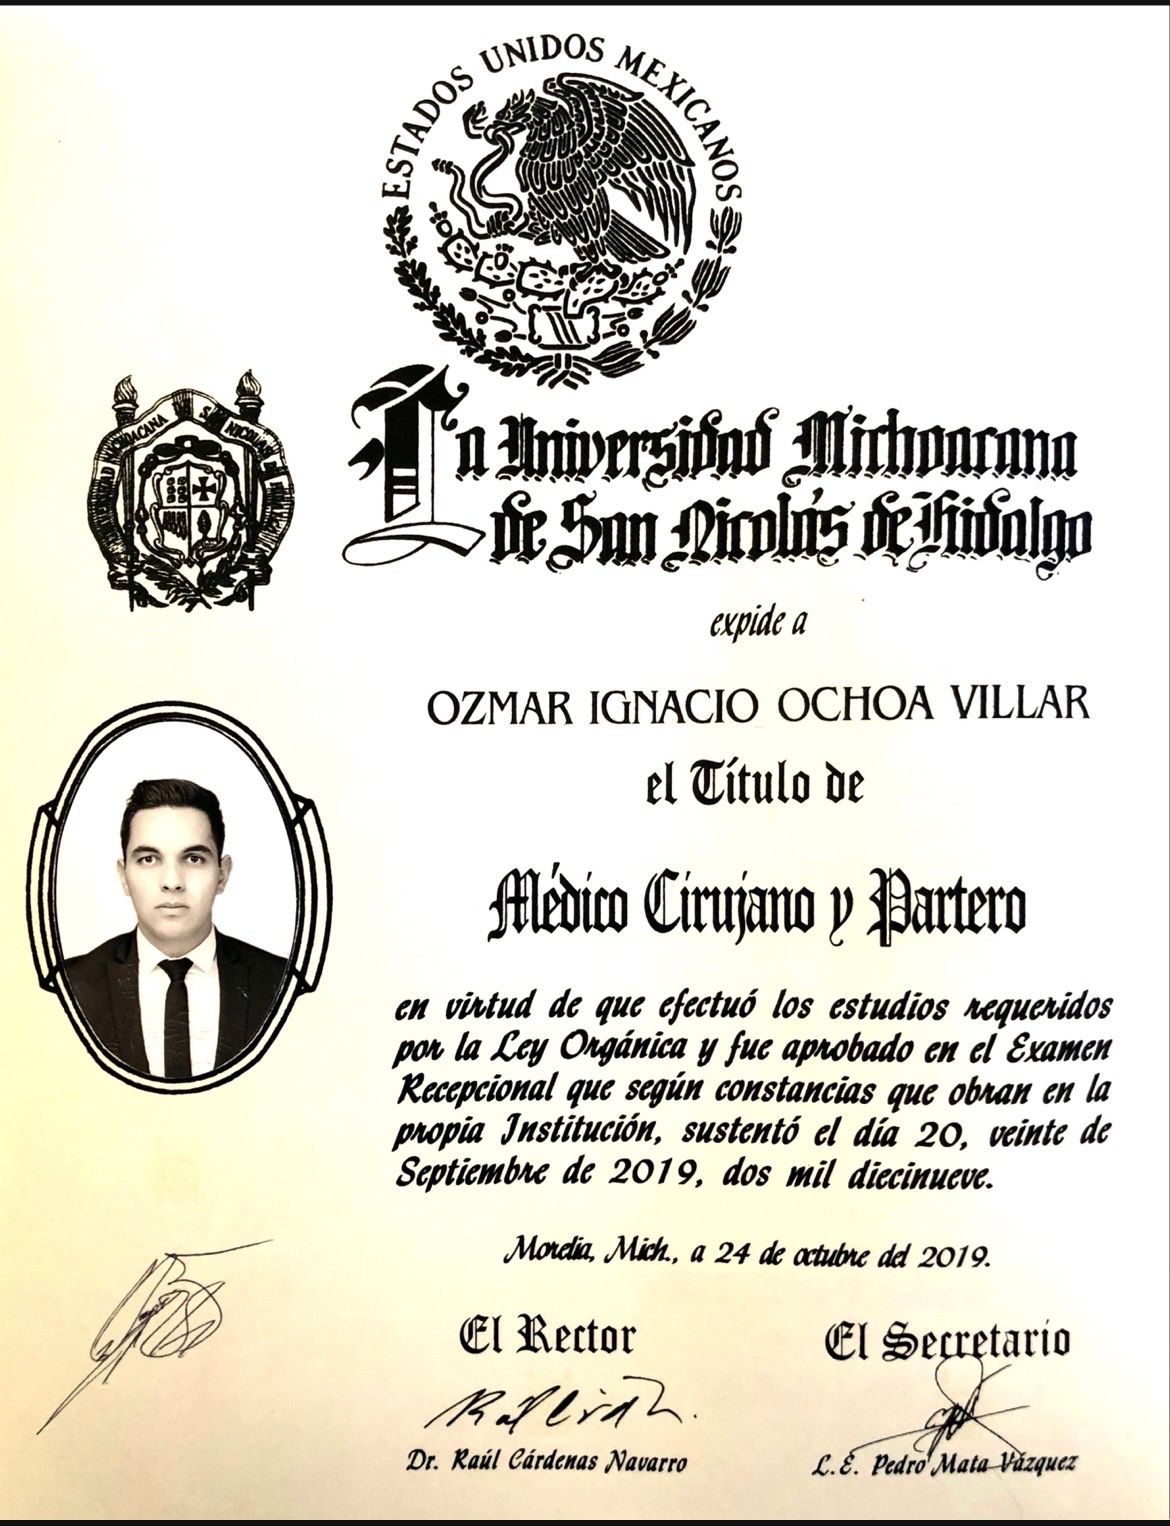 ESTADOS UNIDOS MEXICANOS
La Universidad Michoacana
de San Nicolás de Hidalgo
expide a
OZMAR IGNACIO OCHOA VILLAR
el Título de
Médico Cirujano y Partero
en virtud de que efectuó los estudios requeridos
por la Ley Orgánica y fue aprobado en el Examen
Recepcional que según constancias que obran en la
propia Institución, sustentó el día 20, veinte de
Septiembre de 2019, dos mil diecinueve.
Morelia, Mich., a 24 de octubre del 2019.
El Rector
El Secretario
Dr. Raúl Cárdenas Navarro
L.E. Pedro Mata Vázquez